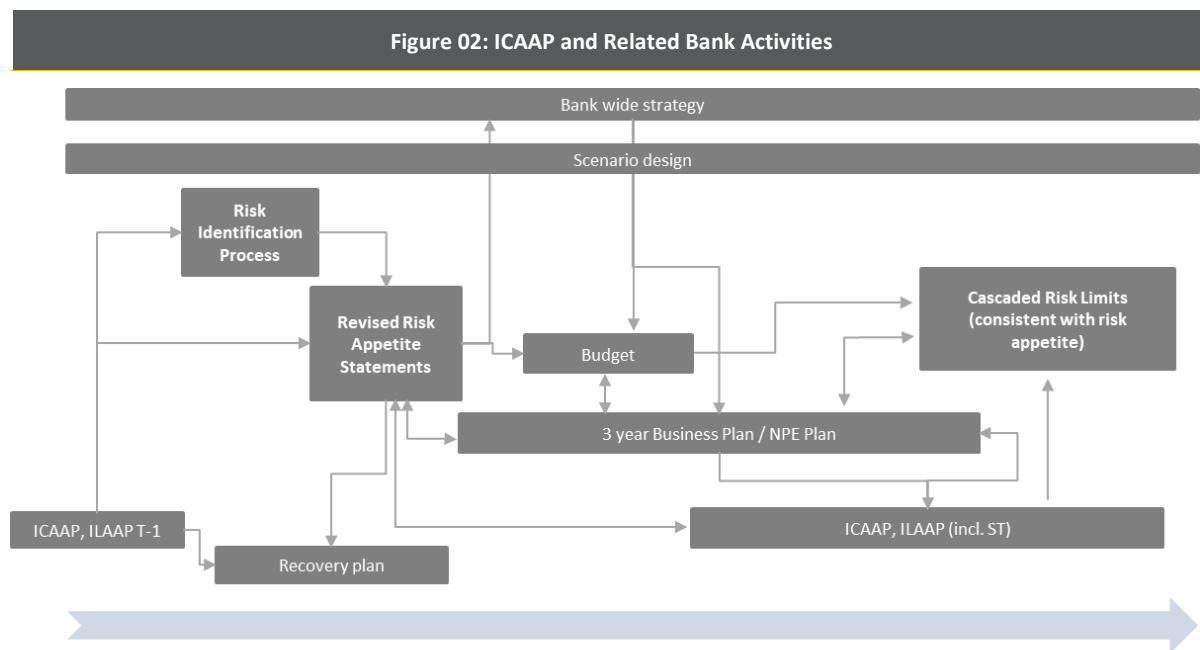 Figure 02: ICAAP and Related Bank Activities
Bank wide strategy
Scenario design
Risk
Identification
Process
Revised Risk
Appetite
Statements
Budget
Cascaded Risk Limits
(consistent with risk
appetite)
3 year Business Plan / NPE Plan
ICAAP, ILAAP T-1
ICAAP, ILAAP (incl. ST)
Recovery plan